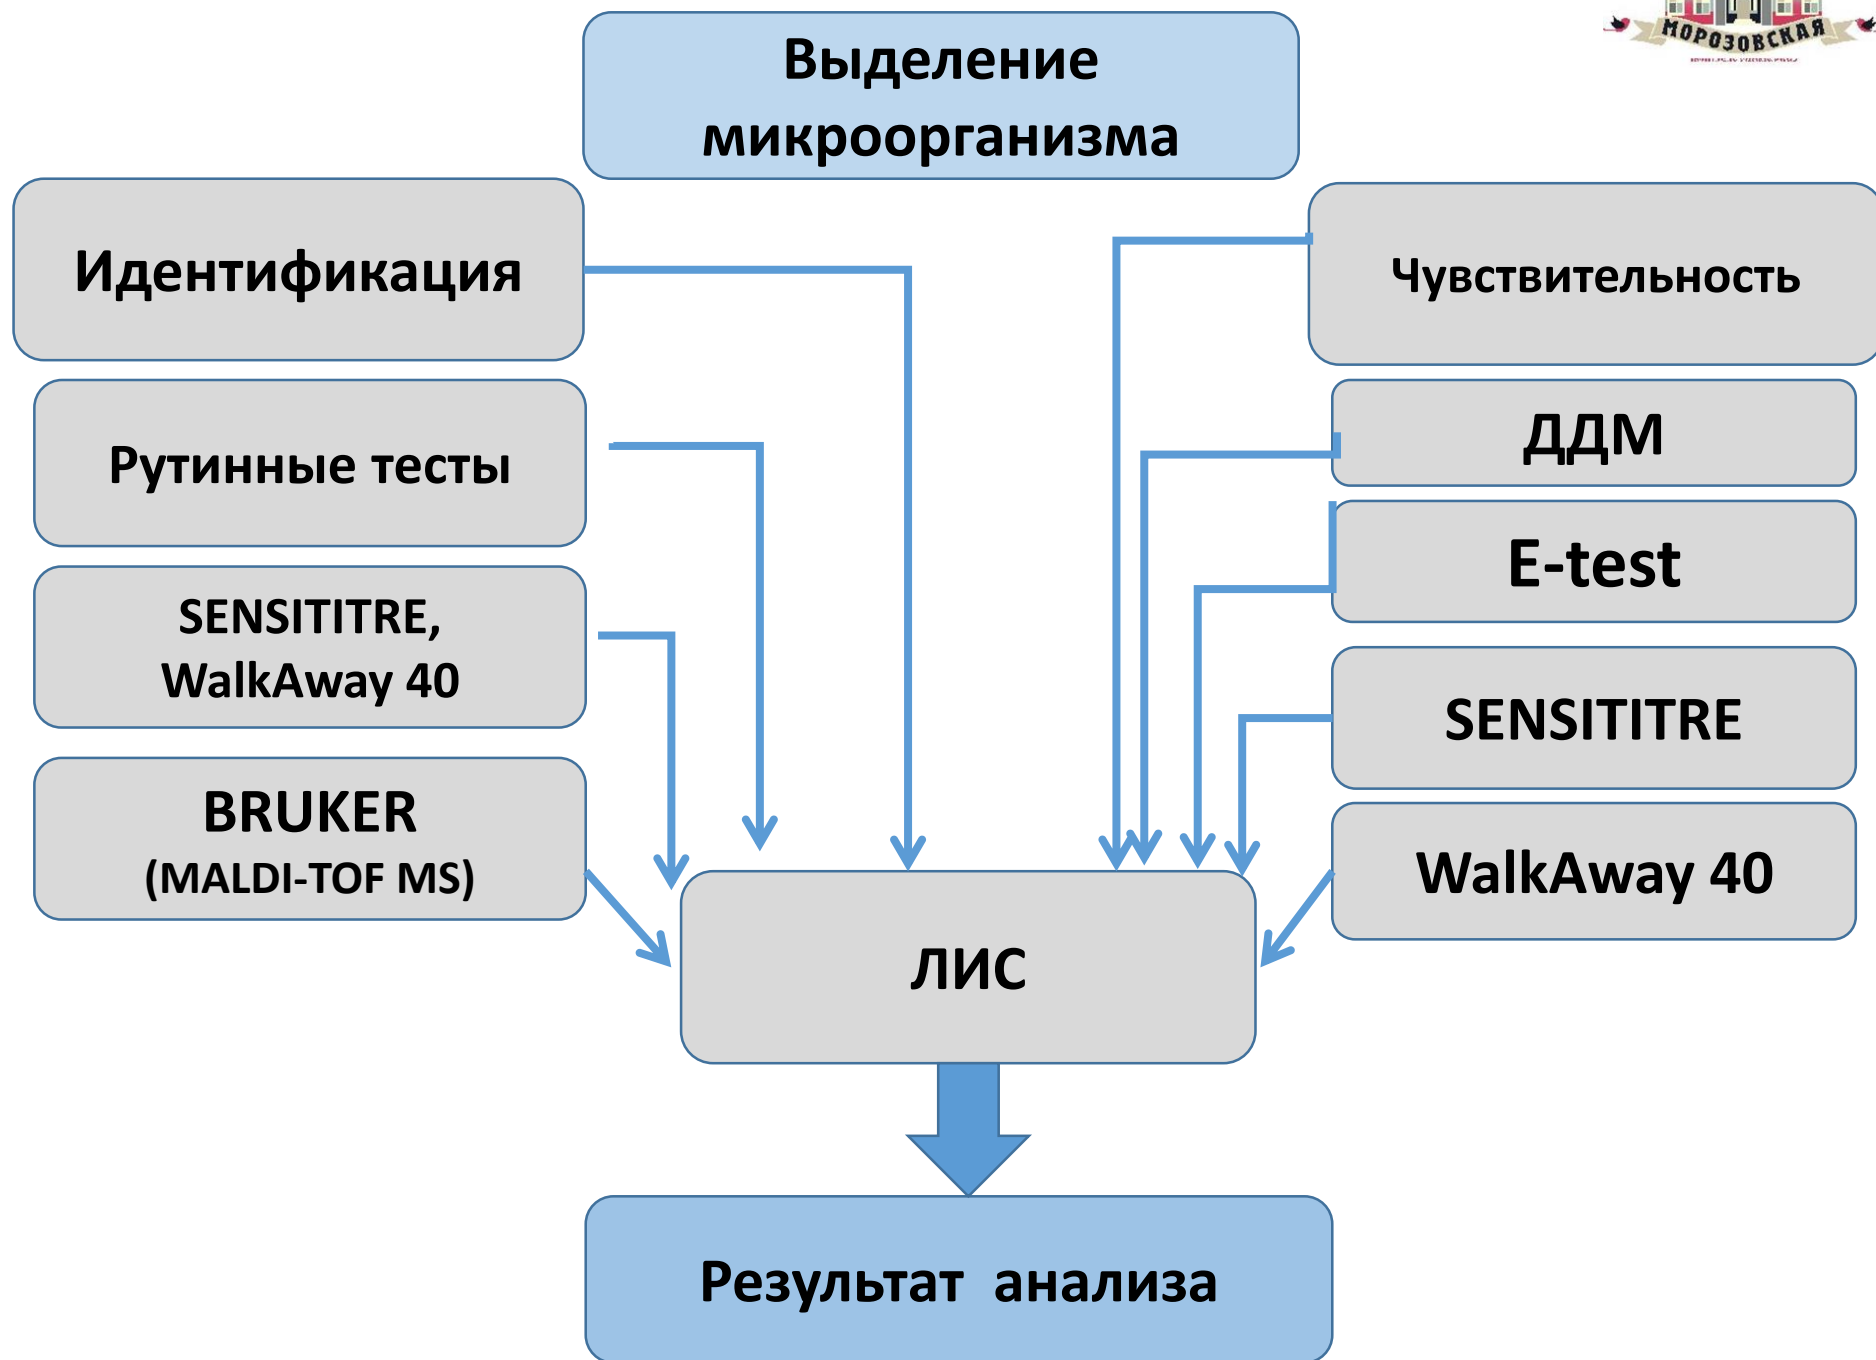 МОРОЗОВСКАЯ
Выделение
микроорганизма
Идентификация
Чувствительность
Рутинные тесты
ДДМ
E-test
SENSITITRE,
WalkAway 40
SENSITITRE
BRUKER
(MALDI-TOF MS)
WalkAway 40
ЛИС
Результат анализа